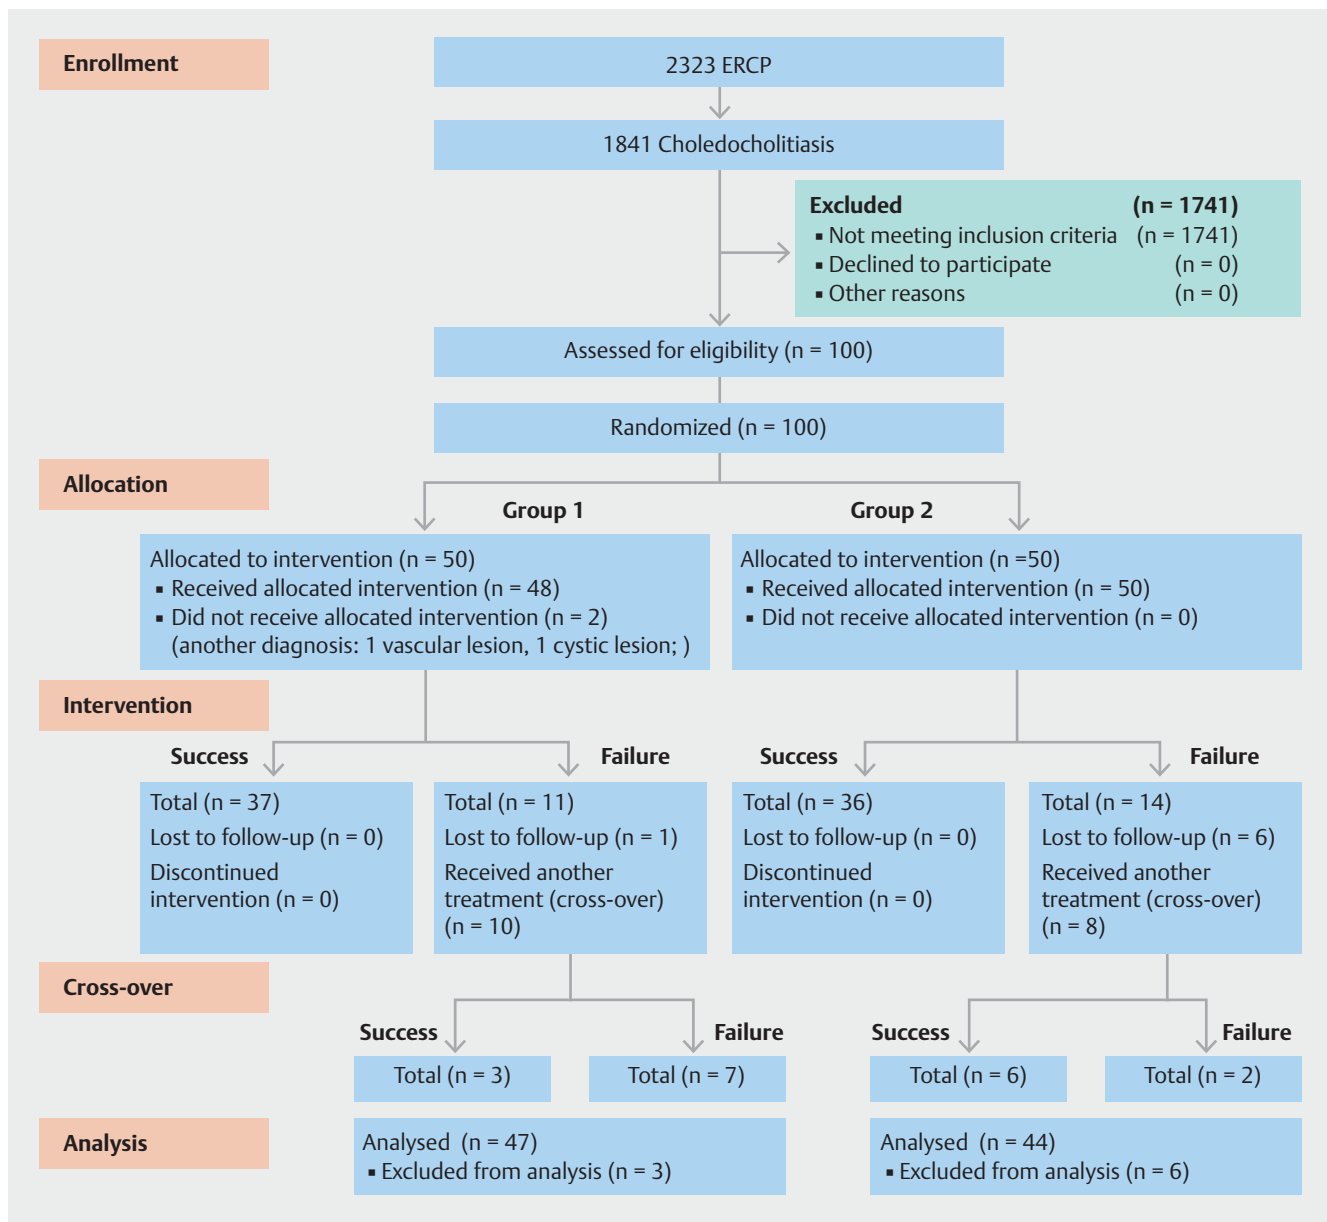 Enrollment
2323 ERCP
1841 Choledocholitiasis
Excluded (n = 1741)
▪ Not meeting inclusion criteria (n = 1741)
▪ Declined to participate (n = 0)
▪ Other reasons (n = 0)
Assessed for eligibility (n = 100)
Randomized (n = 100)
Allocation
Group 1
Group 2
Allocated to intervention (n = 50)
▪ Received allocated intervention (n = 48)
▪ Did not receive allocated intervention (n = 2)
(another diagnosis: 1 vascular lesion, 1 cystic lesion; )
Allocated to intervention (n =50)
▪ Received allocated intervention (n = 50)
▪ Did not receive allocated intervention (n = 0)
Intervention
Success
Failure
Success
Failure
Total (n = 37)
Lost to follow-up (n = 0)
Discontinued
intervention (n = 0)
Total (n = 11)
Lost to follow-up (n = 1)
Received another
treatment (cross-over)
(n = 10)
Total (n = 36)
Lost to follow-up (n = 0)
Discontinued
intervention (n = 0)
Total (n = 14)
Lost to follow-up (n = 6)
Received another
treatment (cross-over)
(n = 8)
Cross-over
Success
Failure
Success
Failure
Total (n = 3)
Total (n = 7)
Total (n = 6)
Total (n = 2)
Analysis
Analysed (n = 47)
▪ Excluded from analysis (n = 3)
Analysed (n = 44)
▪ Excluded from analysis (n = 6)